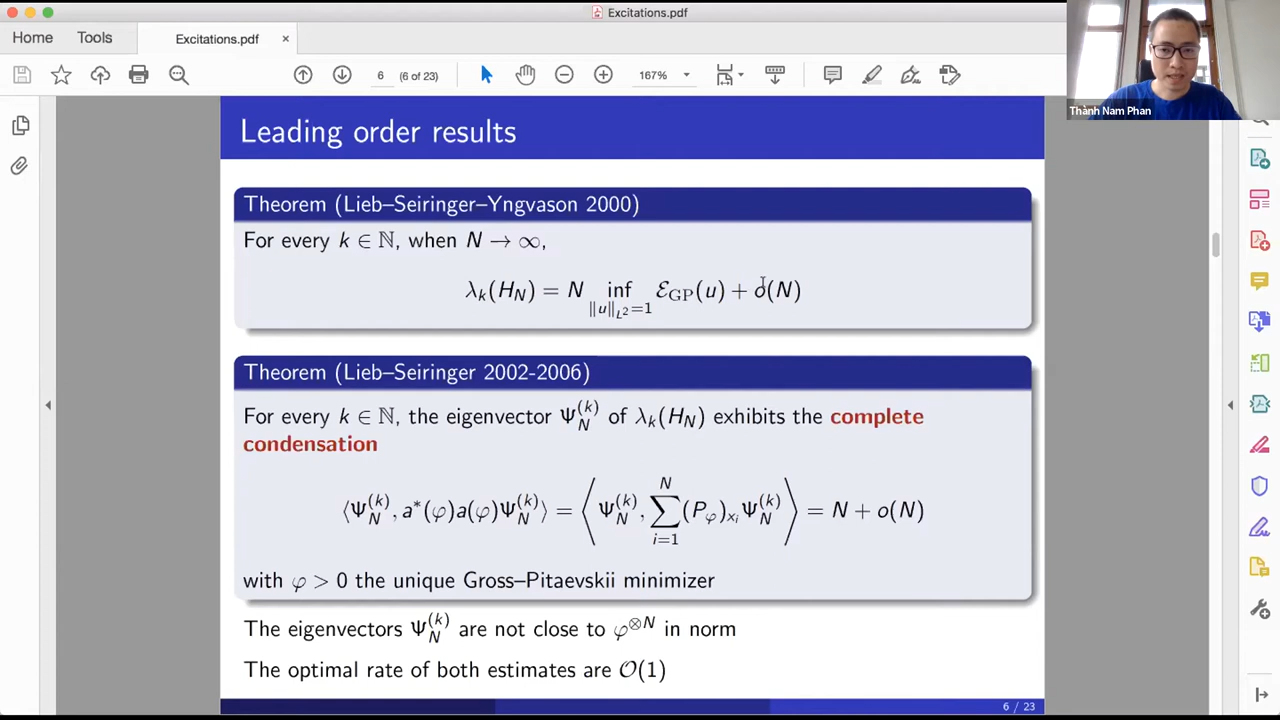 Excitations.pdf
Home Tools Excitations.pdf ×
6 (6 of 23) 167%
Thành Nam Phan
Leading order results
Theorem (Lieb–Seiringer–Yngvason 2000)
For every k ∈ ℕ, when N → ∞,
λ_k(H_N) = N inf_{‖u‖_{L²}=1} ℰ_GP(u) + o(N)
Theorem (Lieb–Seiringer 2002-2006)
For every k ∈ ℕ, the eigenvector Ψ_N^{(k)} of λ_k(H_N) exhibits the complete
condensation
⟨Ψ_N^{(k)}, a*(φ)a(φ)Ψ_N^{(k)}⟩ = ⟨Ψ_N^{(k)}, ∑_{i=1}^{N} (P_φ)_{x_i} Ψ_N^{(k)}⟩ = N + o(N)
with φ > 0 the unique Gross–Pitaevskii minimizer
The eigenvectors Ψ_N^{(k)} are not close to φ^{⊗N} in norm
The optimal rate of both estimates are 𝒪(1)
6 / 23